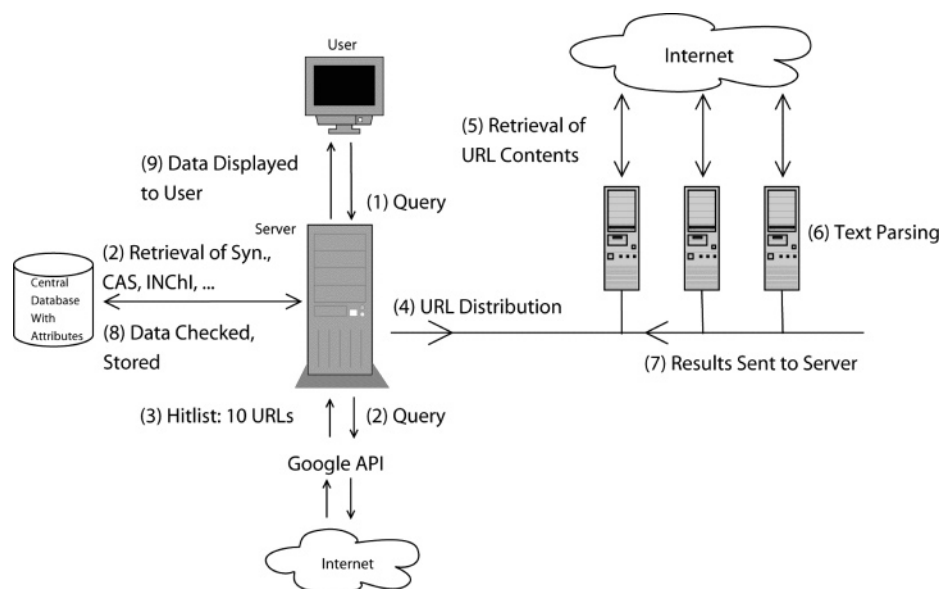 User
Internet
(5) Retrieval of
URL Contents
(9) Data Displayed
to User
(1) Query
Server
(6) Text Parsing
(2) Retrieval of Syn.,
CAS, INChI, ...
Central
Database
With
Attributes
(8) Data Checked,
Stored
(4) URL Distribution
(7) Results Sent to Server
(3) Hitlist: 10 URLs
(2) Query
Google API
Internet